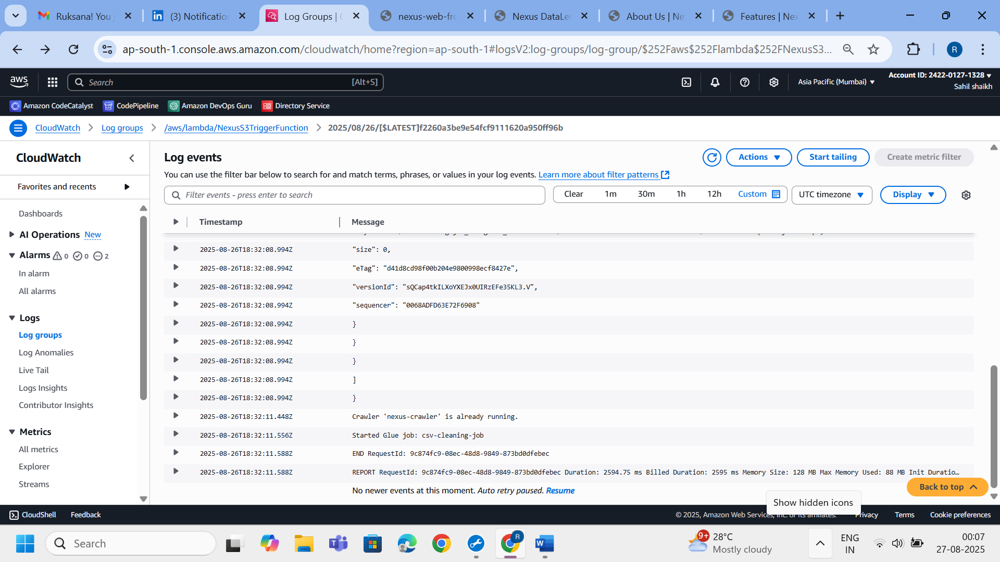 Ruksana! You j
(3) Notification
Log Groups | C
nexus-web-fro
Nexus DataLe
About Us | Ne
Features | Nex
ap-south-1.console.aws.amazon.com/cloudwatch/home?region=ap-south-1#logsV2:log-groups/log-group/$252Faws$252Flambda$252FNexusS3...
R
aws
Search
[Alt+S]
Asia Pacific (Mumbai)
Account ID: 2422-0127-1328
Sahil shaikh
Amazon CodeCatalyst
CodePipeline
Amazon DevOps Guru
Directory Service
CloudWatch
Log groups
/aws/lambda/NexusS3TriggerFunction
2025/08/26/[$LATEST]f2260a3be9e54fcf9111620a950ff96b
CloudWatch
Favorites and recents
Dashboards
AI Operations New
Alarms 0 0 2
In alarm
All alarms
Logs
Log groups
Log Anomalies
Live Tail
Logs Insights
Contributor Insights
Metrics
All metrics
Explorer
Streams
Log events
Actions
Start tailing
Create metric filter
You can use the filter bar below to search for and match terms, phrases, or values in your log events. Learn more about filter patterns
Filter events - press enter to search
Clear 1m 30m 1h 12h Custom
UTC timezone
Display
Timestamp Message
2025-08-26T18:32:08.994Z "size": 0,
2025-08-26T18:32:08.994Z "eTag": "d41d8cd98f00b204e9800998ecf8427e",
2025-08-26T18:32:08.994Z "versionId": "sQCap4tkILXoYXEJx0UIRzEFe35KL3.V",
2025-08-26T18:32:08.994Z "sequencer": "0068ADFD63E72F6908"
2025-08-26T18:32:08.994Z }
2025-08-26T18:32:08.994Z }
2025-08-26T18:32:08.994Z }
2025-08-26T18:32:08.994Z ]
2025-08-26T18:32:08.994Z }
2025-08-26T18:32:11.448Z Crawler 'nexus-crawler' is already running.
2025-08-26T18:32:11.556Z Started Glue job: csv-cleaning-job
2025-08-26T18:32:11.588Z END RequestId: 9c874fc9-08ec-48d8-9849-873bd0dfebec
2025-08-26T18:32:11.588Z REPORT RequestId: 9c874fc9-08ec-48d8-9849-873bd0dfebec Duration: 2594.75 ms Billed Duration: 2595 ms Memory Size: 128 MB Max Memory Used: 88 MB Init Duratio…
No newer events at this moment. Auto retry paused. Resume
Back to top
Show hidden icons
CloudShell
Feedback
© 2025, Amazon Web Services, Inc. or its affiliates.
Privacy
Terms
Cookie preferences
Search
R
9+
28°C
Mostly cloudy
ENG
IN
00:07
27-08-2025